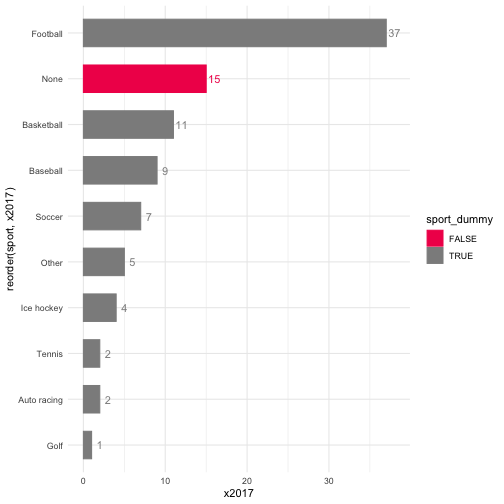 Football 37
None 15
Basketball 11
Baseball 9
Soccer 7
Other 5
Ice hockey 4
Tennis 2
Auto racing 2
Golf 1
0 10 20 30
x2017
reorder(sport, x2017)
sport_dummy
FALSE
TRUE